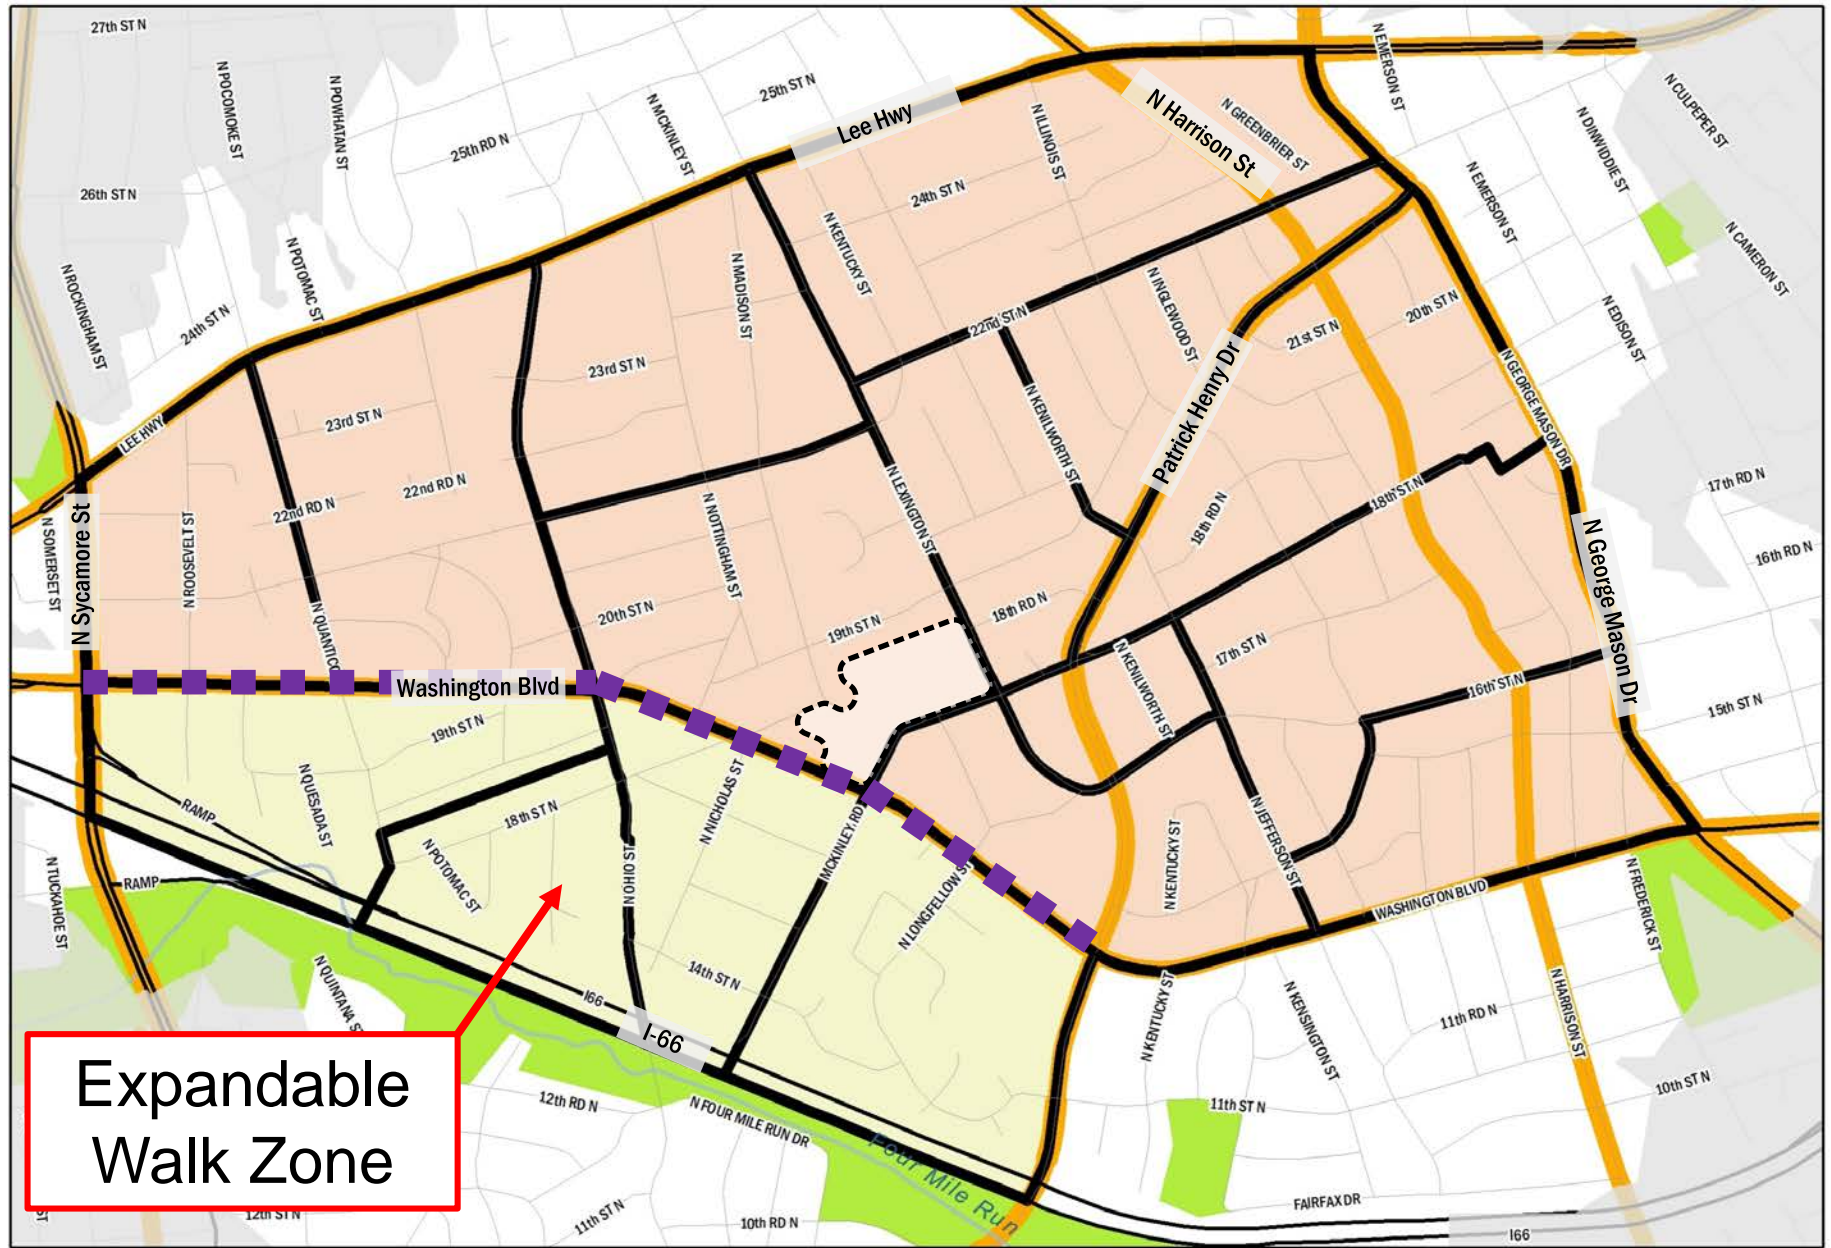 27th ST N
N POCOMOKE ST
N POWHATAN ST
25th RD N
26th ST N
N MCKINLEY ST
25th ST N
Lee Hwy
N ILLINOIS ST
N Harrison St
N GREENBRIER ST
N EMERSON ST
N CULPEPER ST
N DINWIDDIE ST
N EMERSON ST
N CAMERON ST
N EDISON ST
N ROCKINGHAM ST
N POTOMAC ST
24th ST N
24th ST N
N KENTUCKY ST
N MADISON ST
22nd ST N
N INGLEWOOD ST
21st ST N
20th ST N
23rd ST N
23rd ST N
LEE HWY
22nd RD N
22nd RD N
N KENILWORTH ST
Patrick Henry Dr
N GEORGE MASON DR
N LEXINGTON ST
N NOTTINGHAM ST
18th ST N
18th RD N
17th RD N
16th RD N
N George Mason Dr
N SOMERSET ST
N Sycamore St
N ROOSEVELT ST
N QUANTICO
20th ST N
19th ST N
18th RD N
17th ST N
N KENILWORTH ST
16th ST N
15th ST N
Washington Blvd
19th ST N
N QUESADA ST
RAMP
18th ST N
N POTOMAC ST
N NICHOLAS ST
MCKINLEY RD
N OHIO ST
N LONGFELLOW ST
N KENTUCKY ST
N JEFFERSON ST
WASHINGTON BLVD
N FREDERICK ST
N TUCKAHOE ST
RAMP
N QUINTANA S
14th ST N
I66
I-66
N KENTUCKY ST
N KENSINGTON ST
11th RD N
N HARRISON ST
10th ST N
Expandable
Walk Zone
12th RD N
N FOUR MILE RUN DR
Four Mile Run
11th ST N
FAIRFAX DR
I66
ST
12th ST N
11th ST N
10th RD N